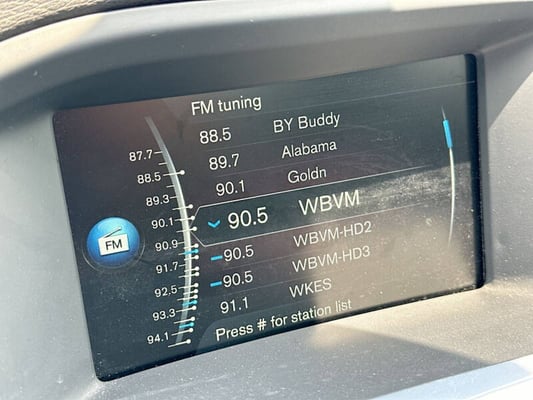 FM tuning
88.5 BY Buddy
89.7 Alabama
90.1 Goldn
90.5 WBVM
90.5 WBVM-HD2
90.5 WBVM-HD3
91.1 WKES
Press # for station list
87.7
88.5
89.3
90.1
90.9
91.7
92.5
93.3
94.1
FM